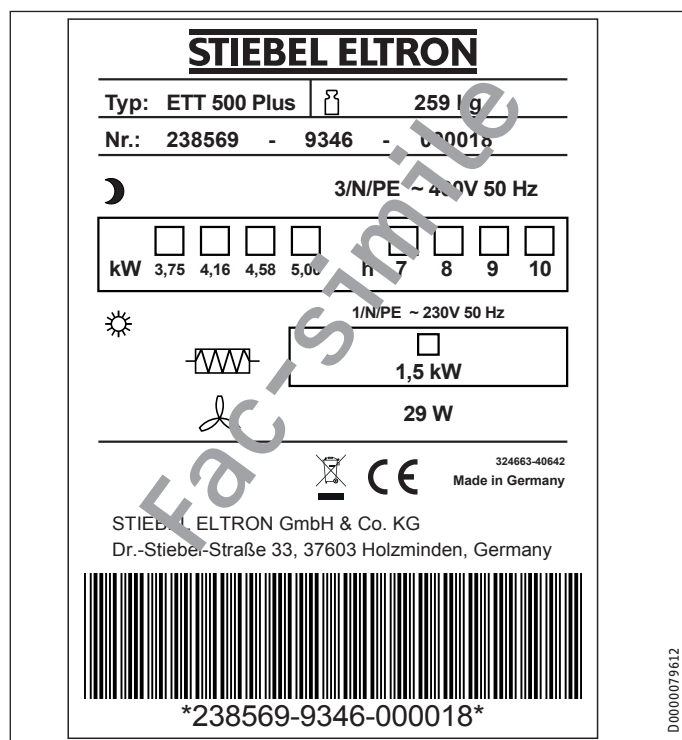 STIEBEL ELTRON
Typ: ETT 500 Plus 259 kg
Nr.: 238569 - 9346 - 000018
3/N/PE ~ 400V 50 Hz
kW 3,75 4,16 4,58 5,00 h 7 8 9 10
1/N/PE ~ 230V 50 Hz
1,5 kW
29 W
CE
324663-40642
Made in Germany
STIEBEL ELTRON GmbH & Co. KG
Dr.-Stiebel-Straße 33, 37603 Holzminden, Germany
*238569-9346-000018*
Fac-simile
D0000079612